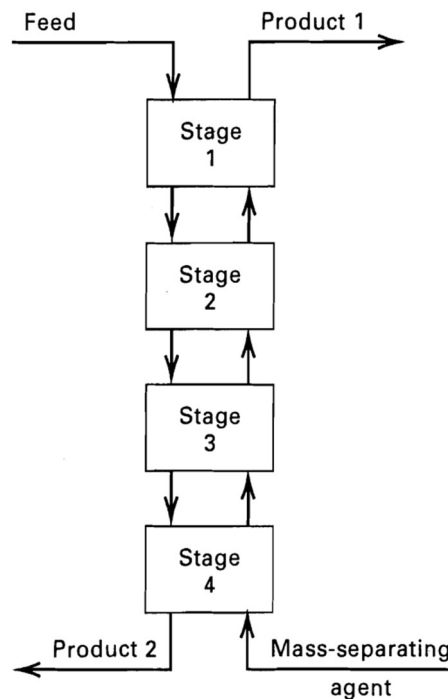 Feed
Product 1
Stage
1
Stage
2
Stage
3
Stage
4
Product 2
Mass-separating
agent